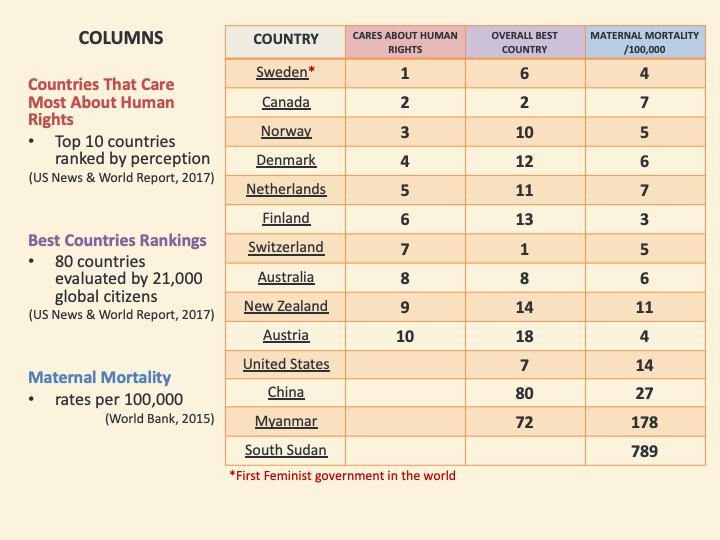 COLUMNS
Countries That Care
Most About Human
Rights
• Top 10 countries
ranked by perception
(US News & World Report, 2017)
Best Countries Rankings
• 80 countries
evaluated by 21,000
global citizens
(US News & World Report, 2017)
Maternal Mortality
• rates per 100,000
(World Bank, 2015)
COUNTRY CARES ABOUT HUMAN RIGHTS OVERALL BEST COUNTRY MATERNAL MORTALITY /100,000
Sweden* 1 6 4
Canada 2 2 7
Norway 3 10 5
Denmark 4 12 6
Netherlands 5 11 7
Finland 6 13 3
Switzerland 7 1 5
Australia 8 8 6
New Zealand 9 14 11
Austria 10 18 4
United States 7 14
China 80 27
Myanmar 72 178
South Sudan 789
*First Feminist government in the world